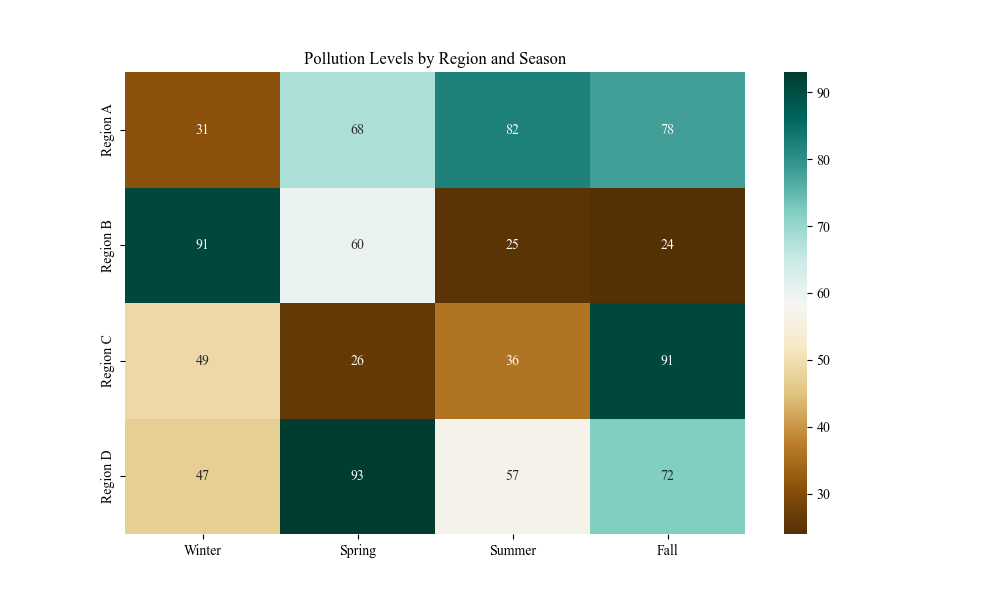 Pollution Levels by Region and Season
Region A
31
68
82
78
Region B
91
60
25
24
Region C
49
26
36
91
Region D
47
93
57
72
Winter
Spring
Summer
Fall
90
80
70
60
50
40
30